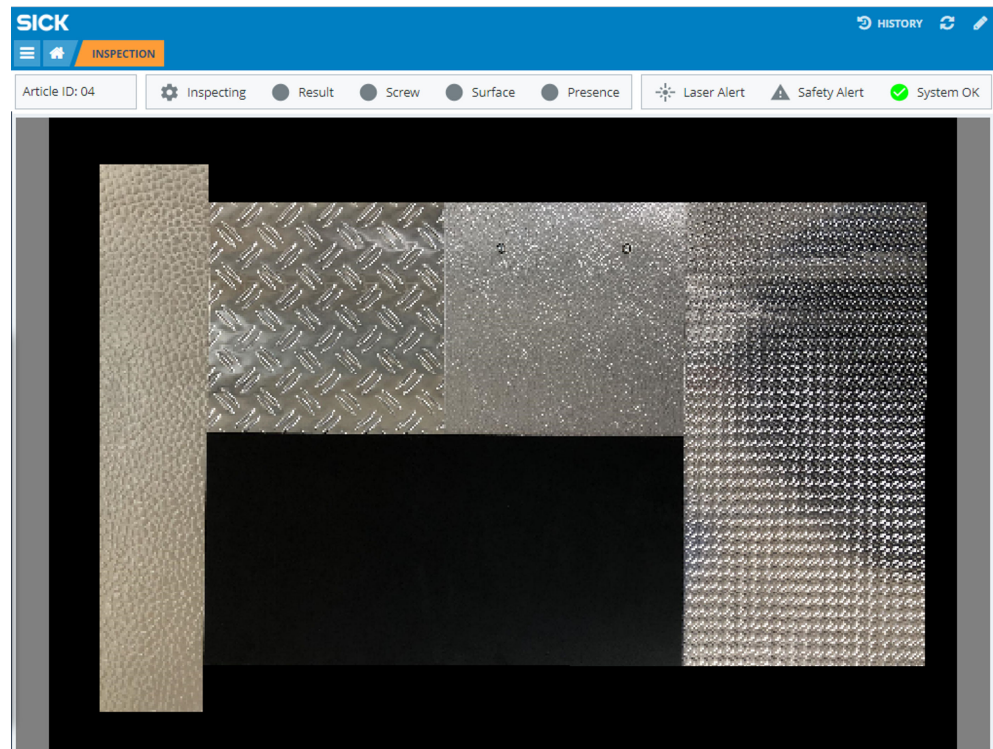 SICK
HISTORY
INSPECTION
Article ID: 04
Inspecting
Result
Screw
Surface
Presence
Laser Alert
Safety Alert
System OK